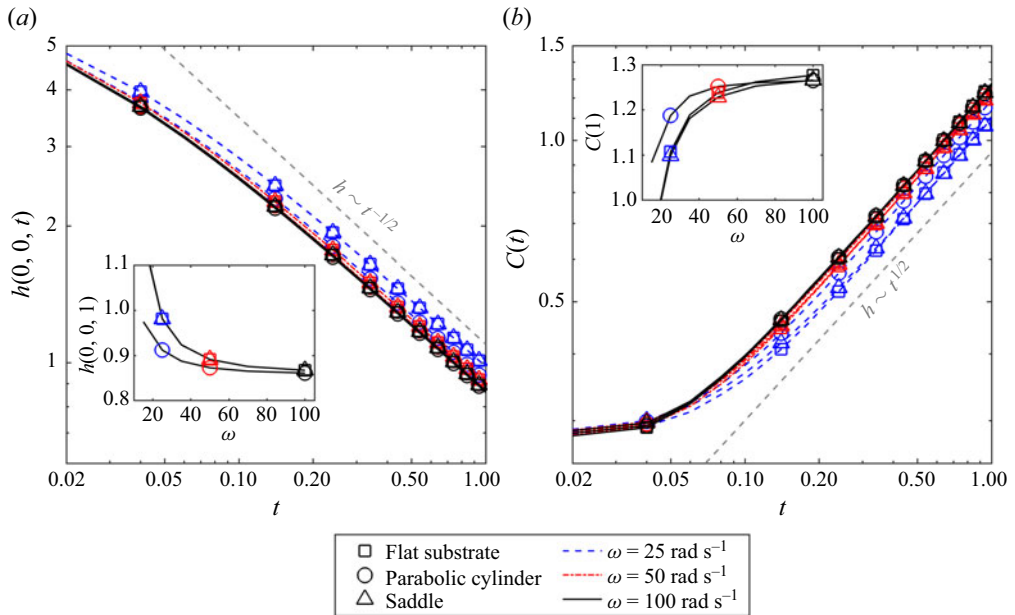 (a)
5
4
3
2
1
h(0, 0, t)
h ~ t^{-1/2}
1.1
1.0
0.9
0.8
h(0, 0, 1)
20 40 60 80 100
ω
0.02 0.10 0.20 0.50 1.00
t
(b)
1.5
1.0
0.5
C(t)
1.3
1.2
1.1
1.0
C(1)
20 40 60 80 100
ω
h ~ t^{1/2}
0.02 0.10 0.20 0.50 1.00
t
Flat substrate
Parabolic cylinder
Saddle
ω = 25 rad s^{-1}
ω = 50 rad s^{-1}
ω = 100 rad s^{-1}